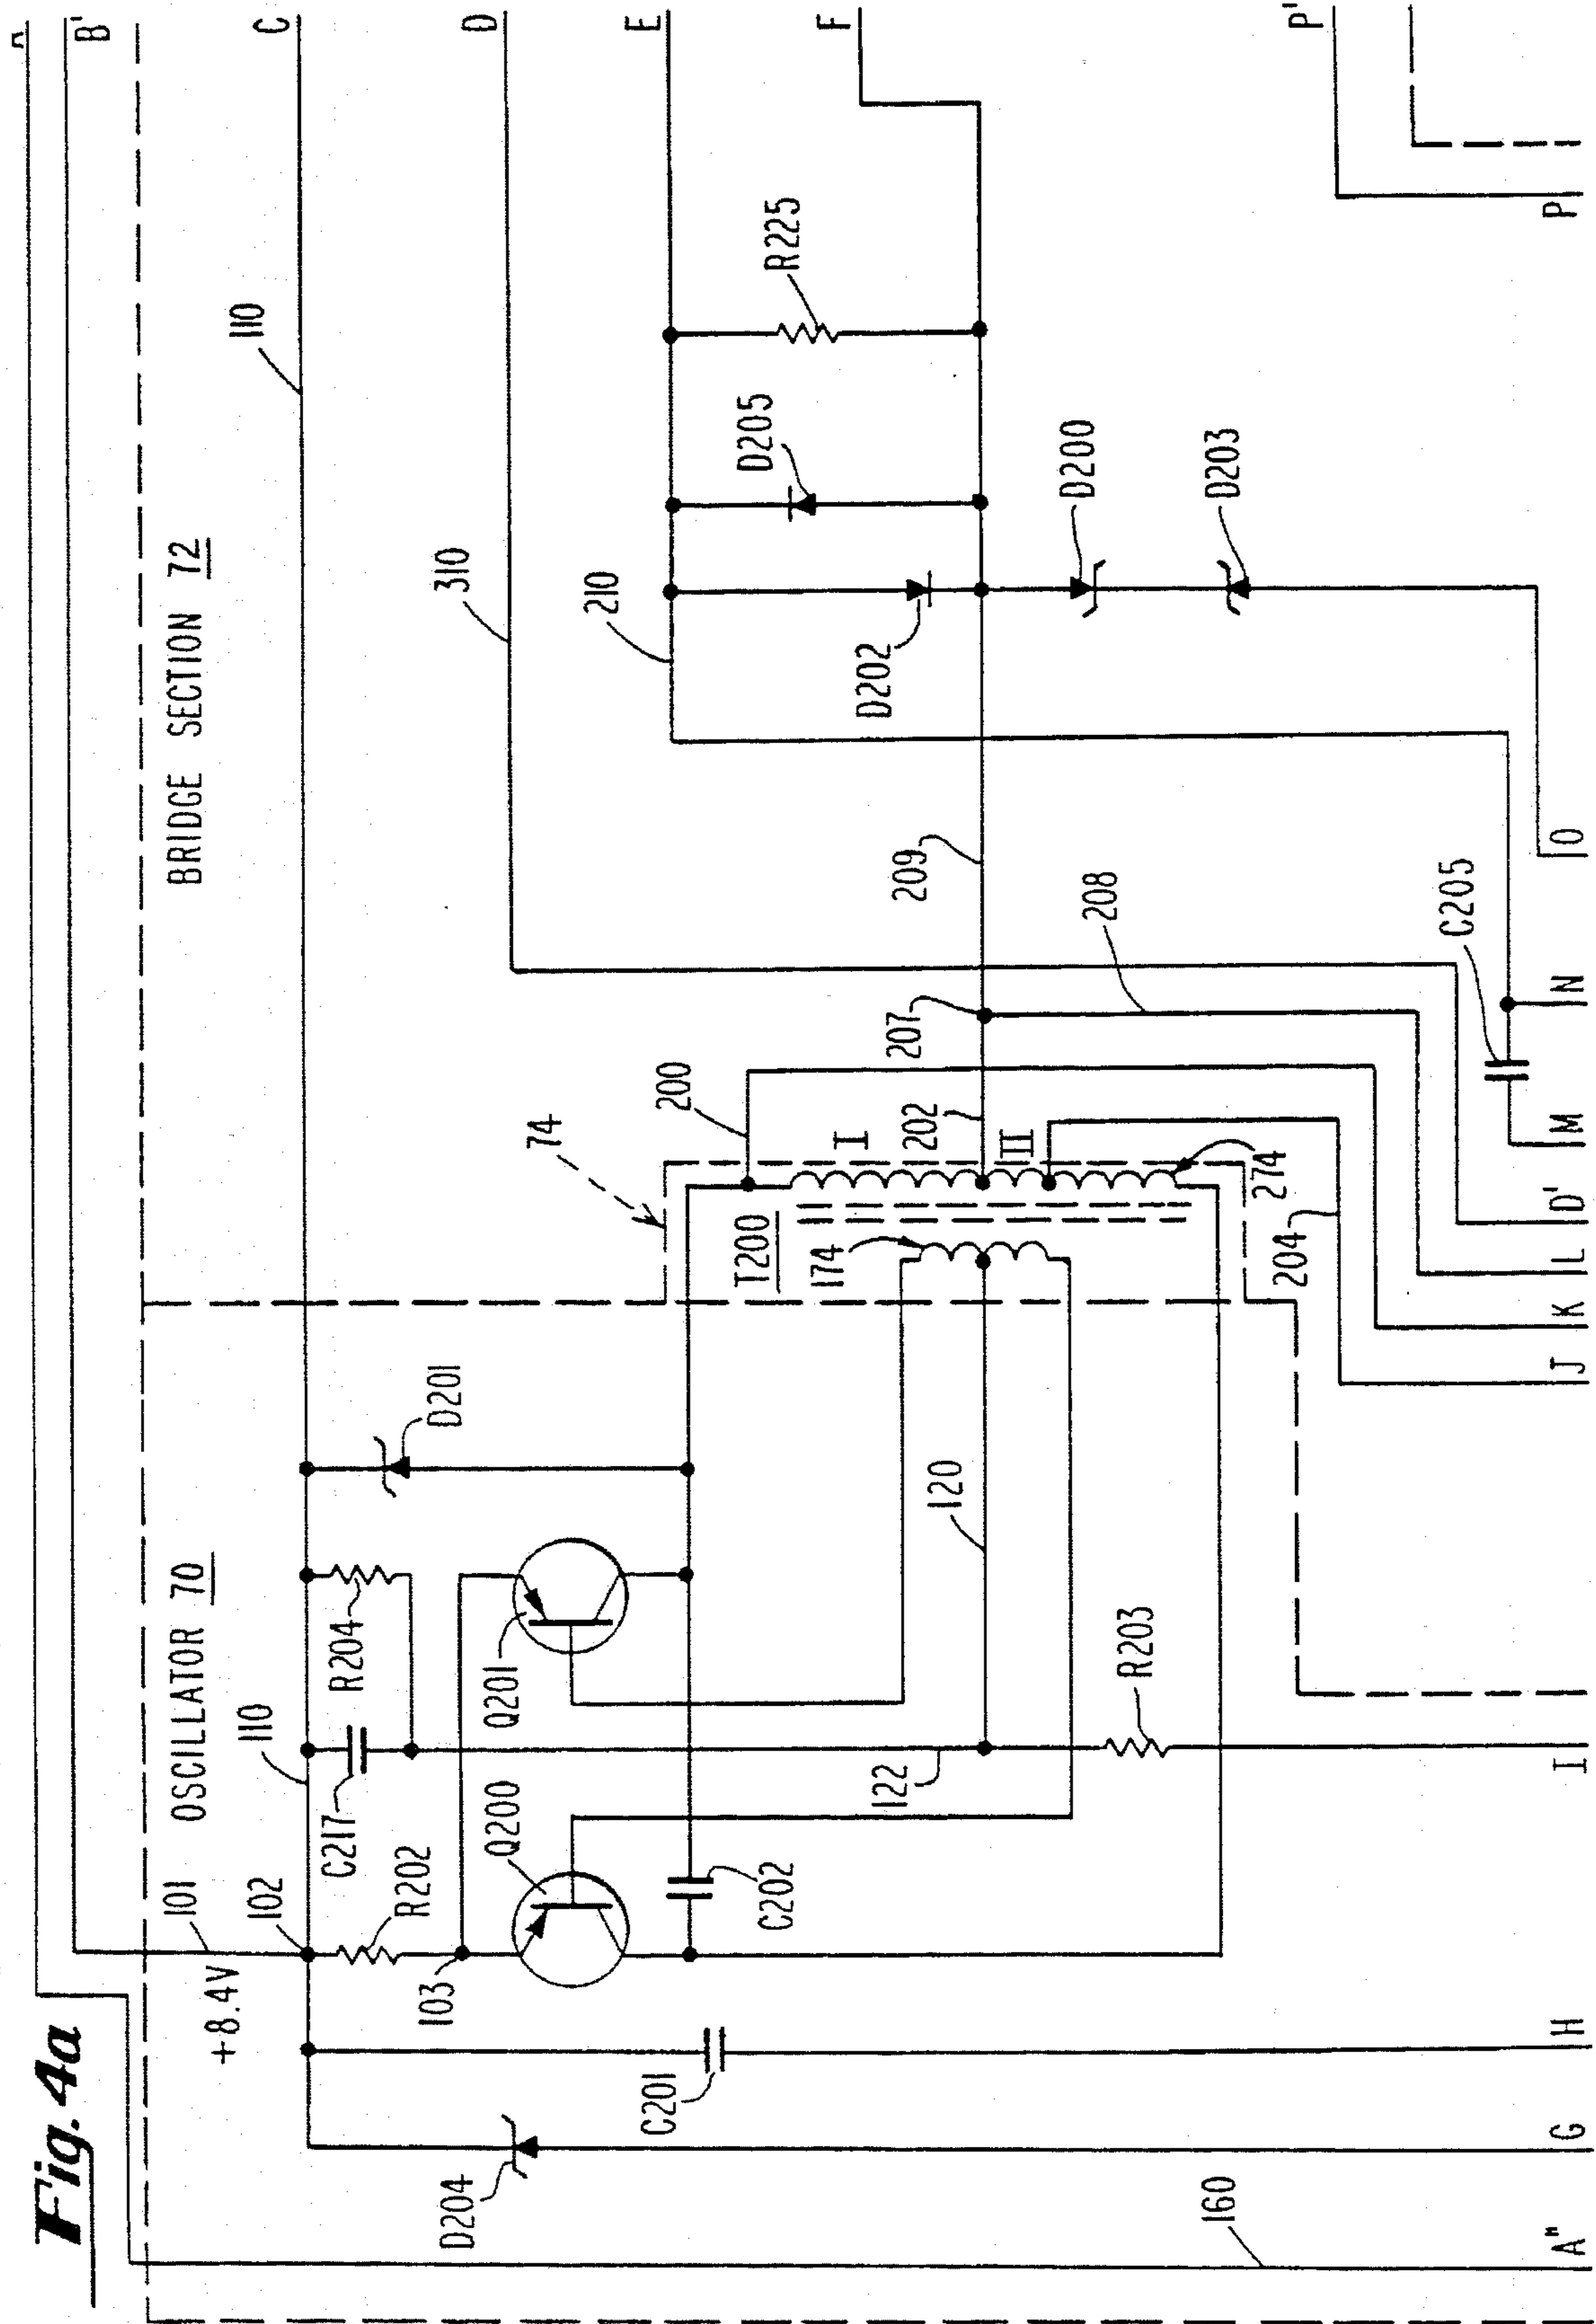 Fig. 4a
A
B'
C
D
E
F
P'
BRIDGE SECTION 72
OSCILLATOR 70
101
102
+8.4V
110
110
310
210
R202
C217
R204
D201
103
Q200
Q201
C202
C201
D204
122
120
R203
74
T200
174
274
200
I
202
II
204
207
208
209
D202
D205
R225
D200
D203
C205
160
A"
G
H
I
J
K
L
D'
M
N
O
P